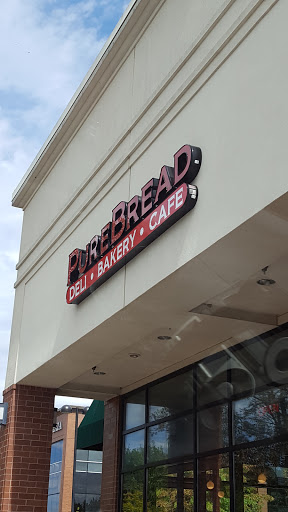 PUREBREAD
DELI • BAKERY • CAFE